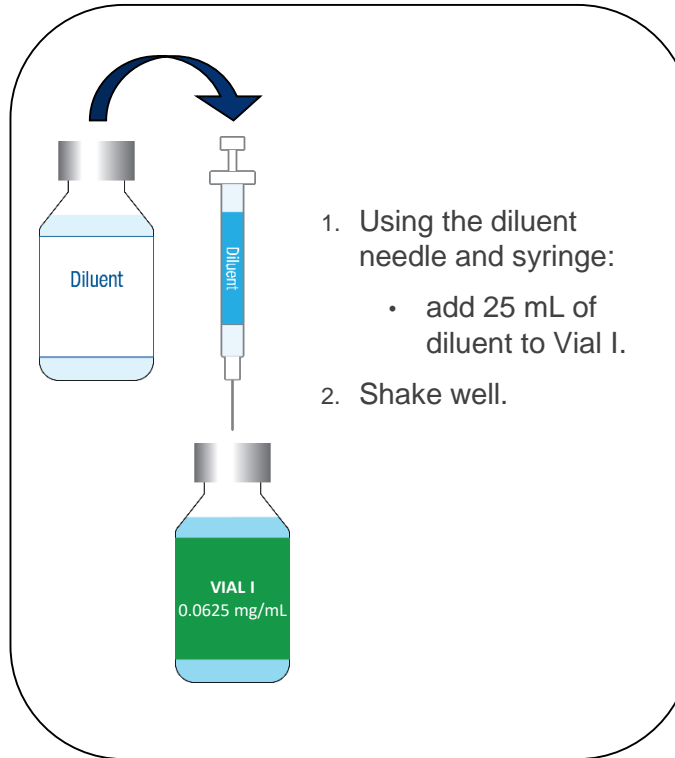 Diluent
Diluent
1. Using the diluent
needle and syringe:
• add 25 mL of
diluent to Vial I.
2. Shake well.
VIAL I
0.0625 mg/mL